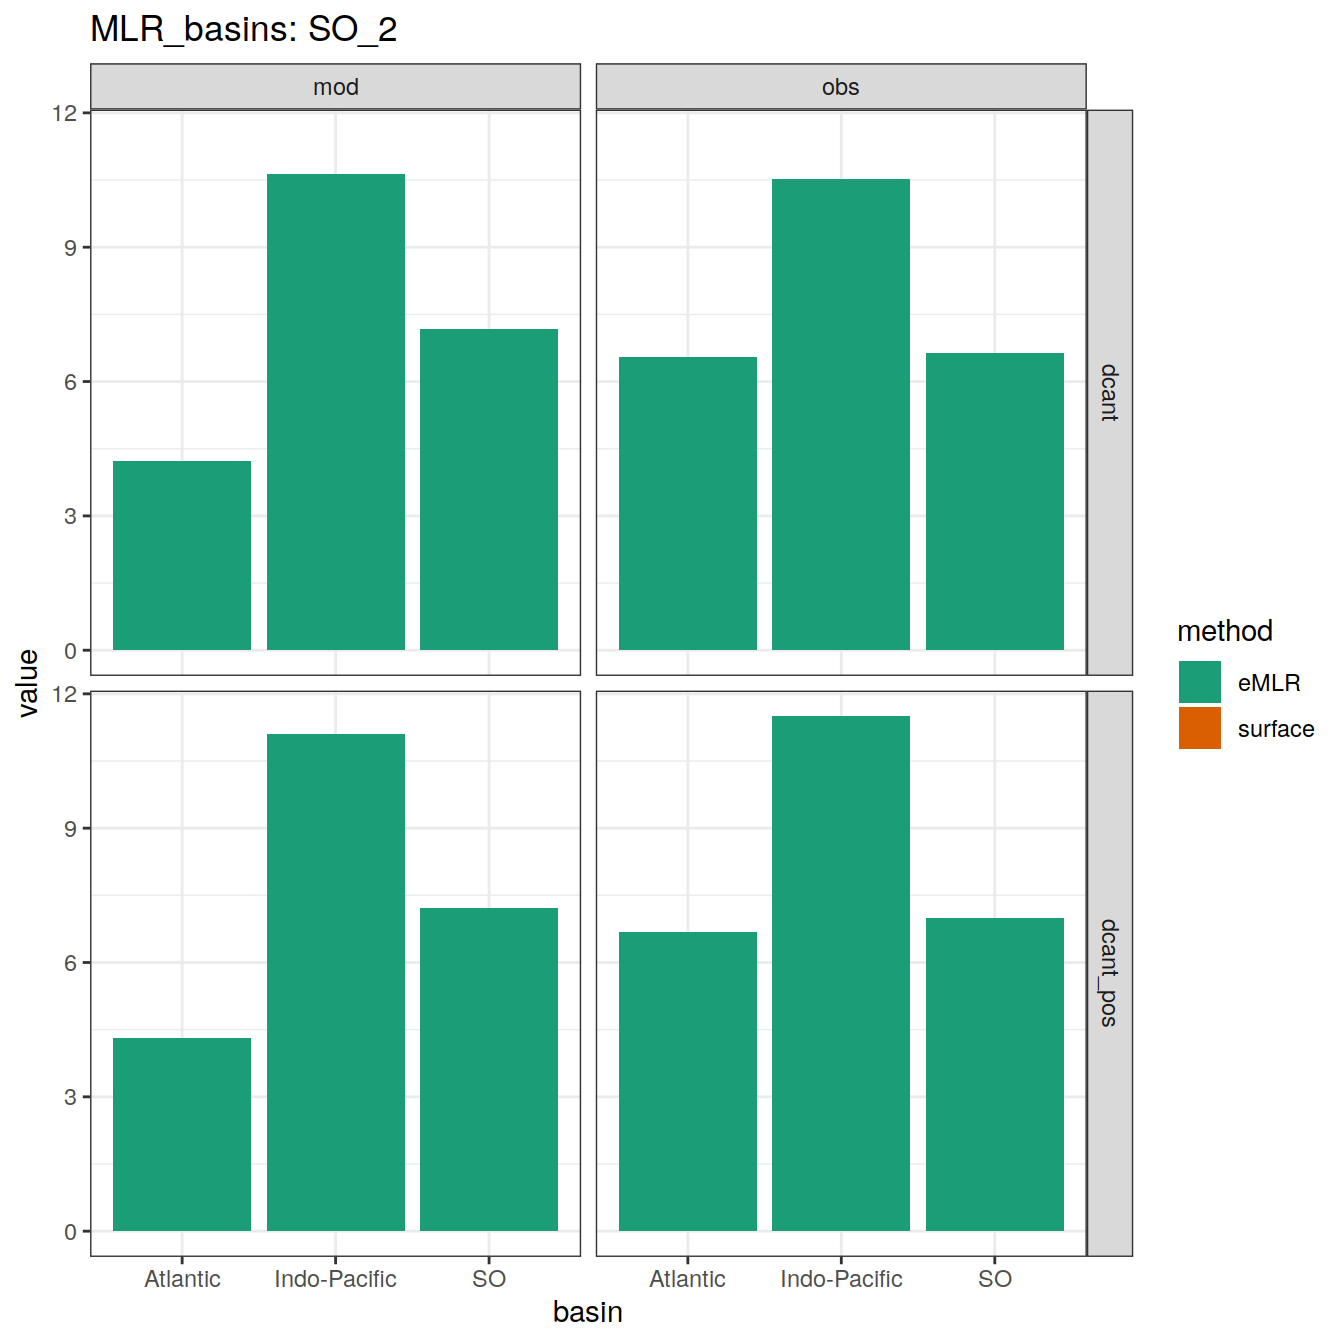 MLR_basins: SO_2
mod
obs
12
9
6
3
0
dcant
12
9
6
3
0
dcant_pos
value
Atlantic
Indo-Pacific
SO
Atlantic
Indo-Pacific
SO
basin
method
eMLR
surface